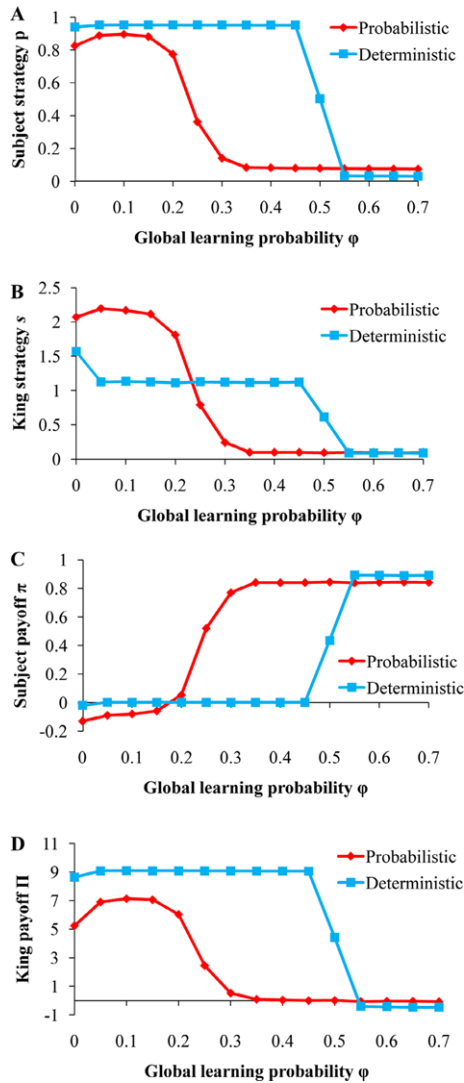 A
Subject strategy p
1
0.8
0.6
0.4
0.2
0
Probabilistic
Deterministic
0 0.1 0.2 0.3 0.4 0.5 0.6 0.7
Global learning probability φ
B
King strategy s
2.5
2
1.5
1
0.5
0
Probabilistic
Deterministic
0 0.1 0.2 0.3 0.4 0.5 0.6 0.7
Global learning probability φ
C
Subject payoff π
1
0.8
0.6
0.4
0.2
0
-0.2
Probabilistic
Deterministic
0 0.1 0.2 0.3 0.4 0.5 0.6 0.7
Global learning probability φ
D
King payoff Π
11
9
7
5
3
1
-1
Probabilistic
Deterministic
0 0.1 0.2 0.3 0.4 0.5 0.6 0.7
Global learning probability φ